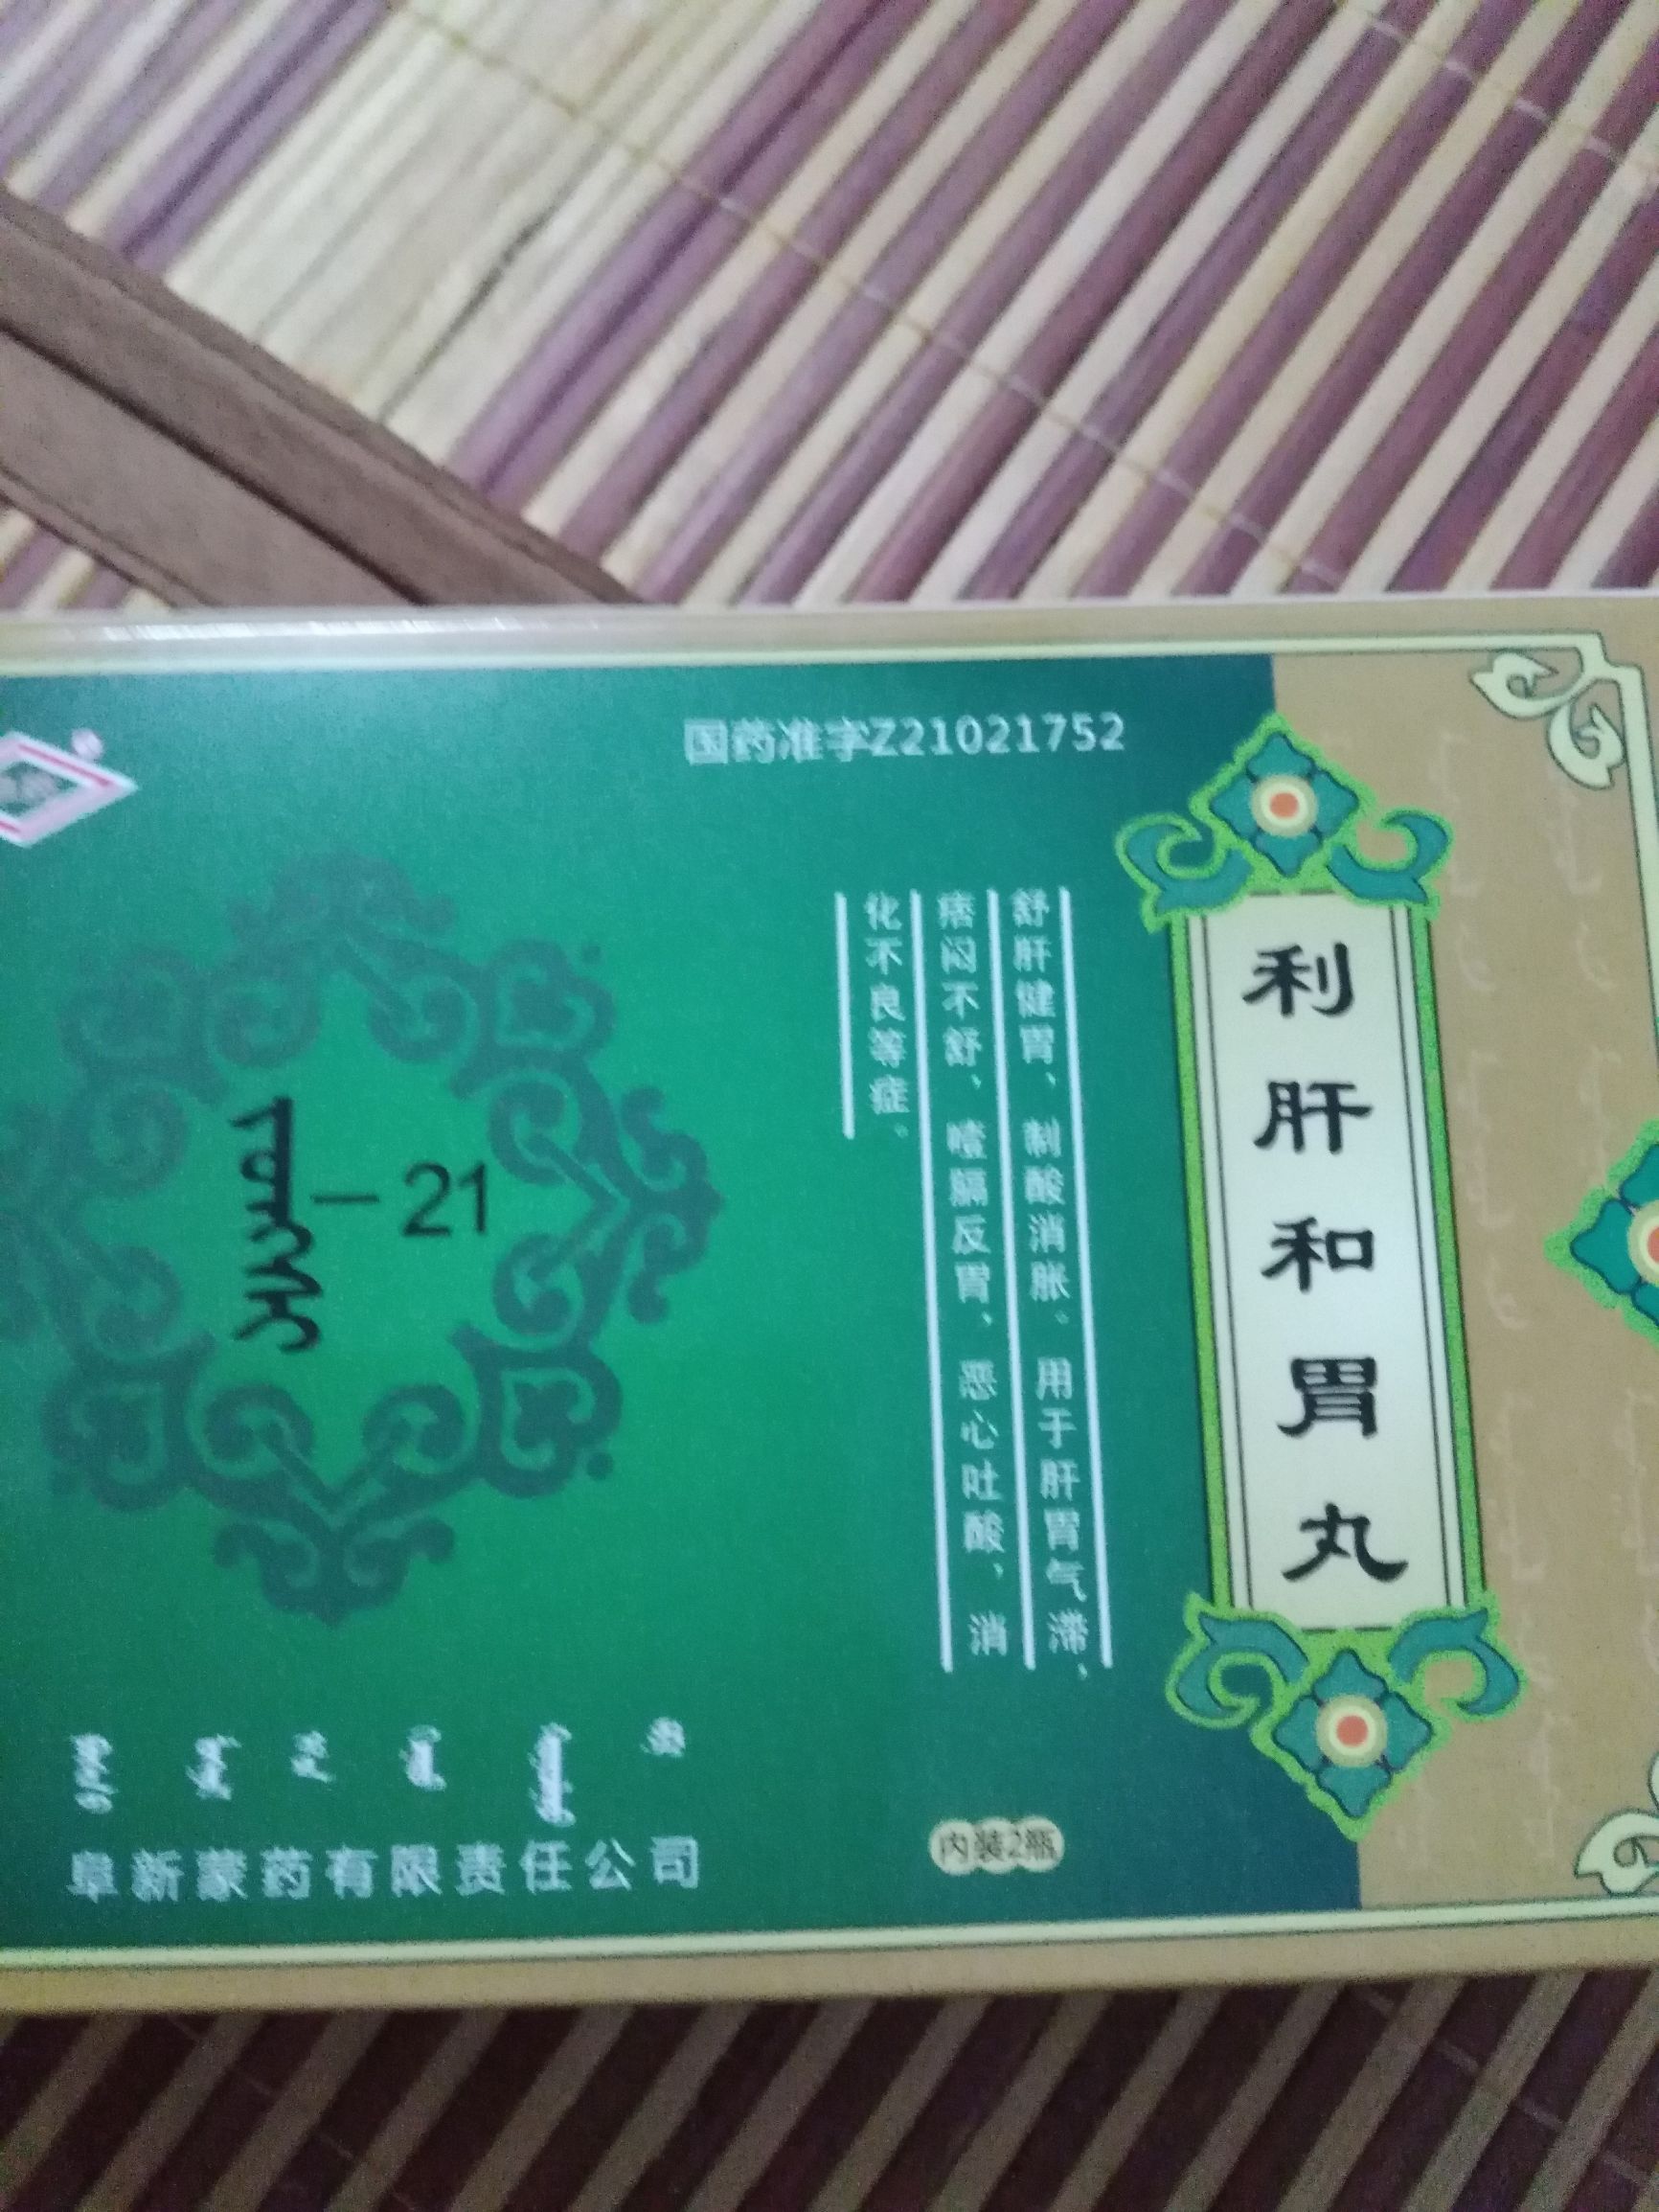 国药准字Z21021752
利肝和胃丸
舒肝健胃、制酸消胀。用于肝胃气滞、
痞闷不舒、噎膈反胃、恶心吐酸、消
化不良等症。
-21
内装2瓶
阜新蒙药有限责任公司